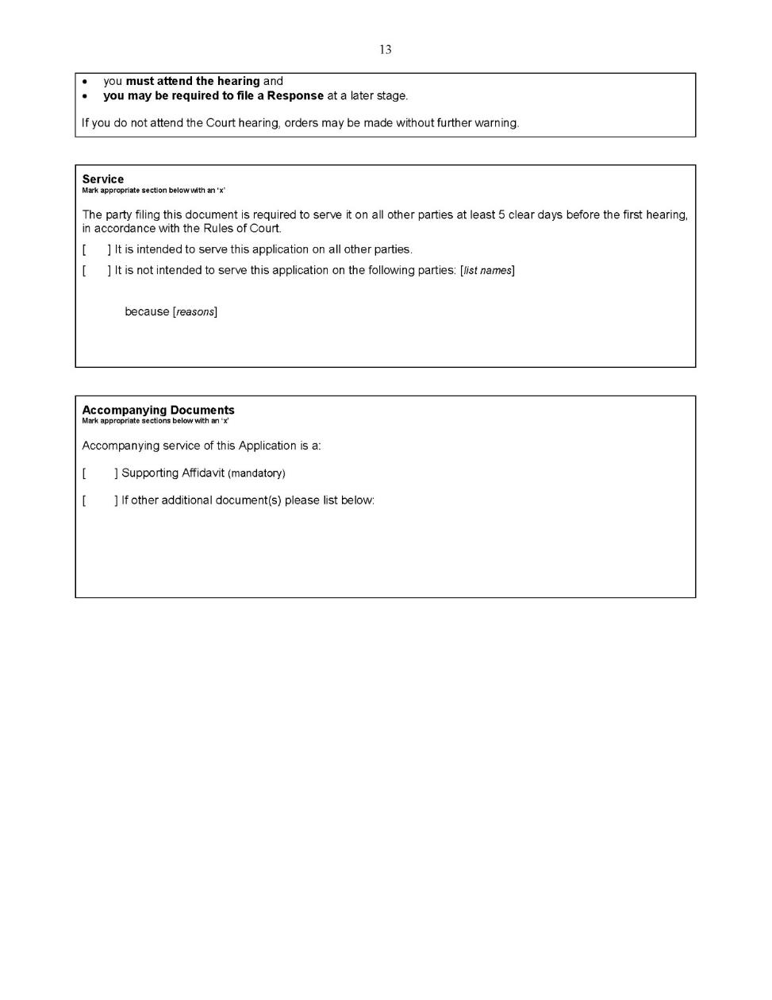 13
• you must attend the hearing and
• you may be required to file a Response at a later stage.
If you do not attend the Court hearing, orders may be made without further warning.
Service
Mark appropriate section below with an 'x'
The party filing this document is required to serve it on all other parties at least 5 clear days before the first hearing,
in accordance with the Rules of Court.
[ ] It is intended to serve this application on all other parties.
[ ] It is not intended to serve this application on the following parties: [list names]
because [reasons]
Accompanying Documents
Mark appropriate sections below with an 'x'
Accompanying service of this Application is a:
[ ] Supporting Affidavit (mandatory)
[ ] If other additional document(s) please list below: